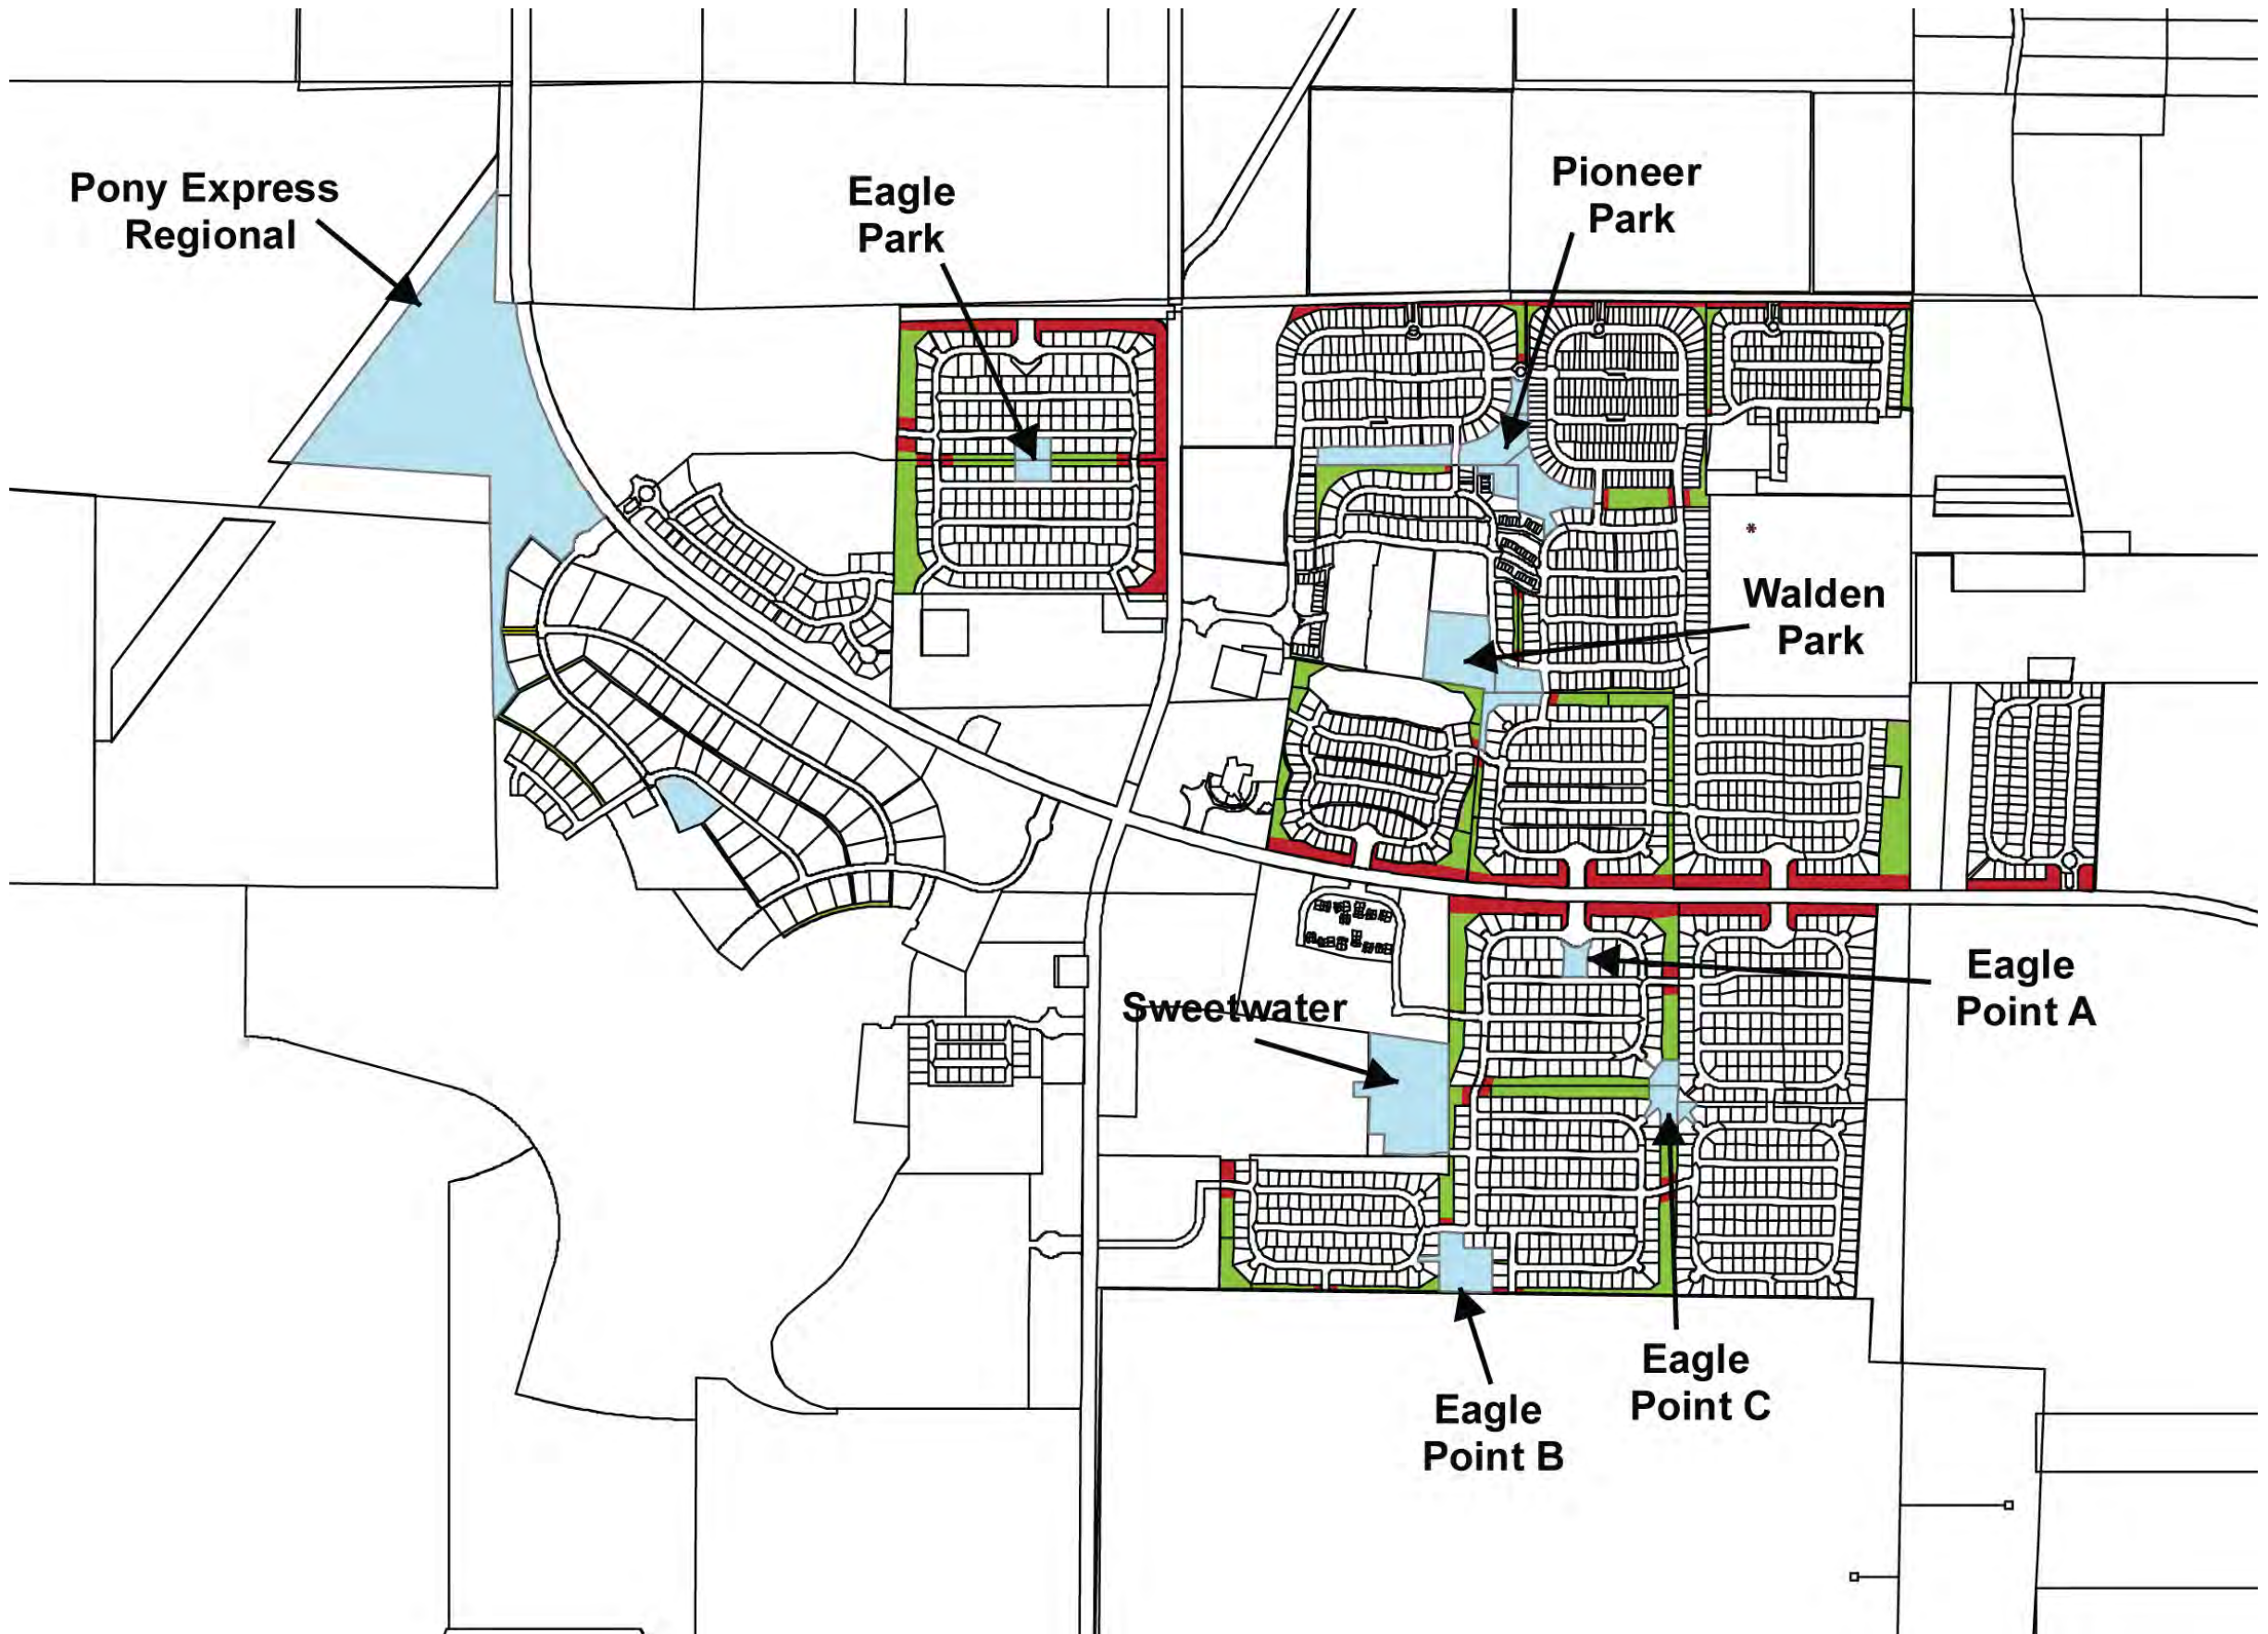 Pony Express
Regional
Eagle
Park
Pioneer
Park
*
Walden
Park
Eagle
Point A
Sweetwater
Eagle
Point C
Eagle
Point B